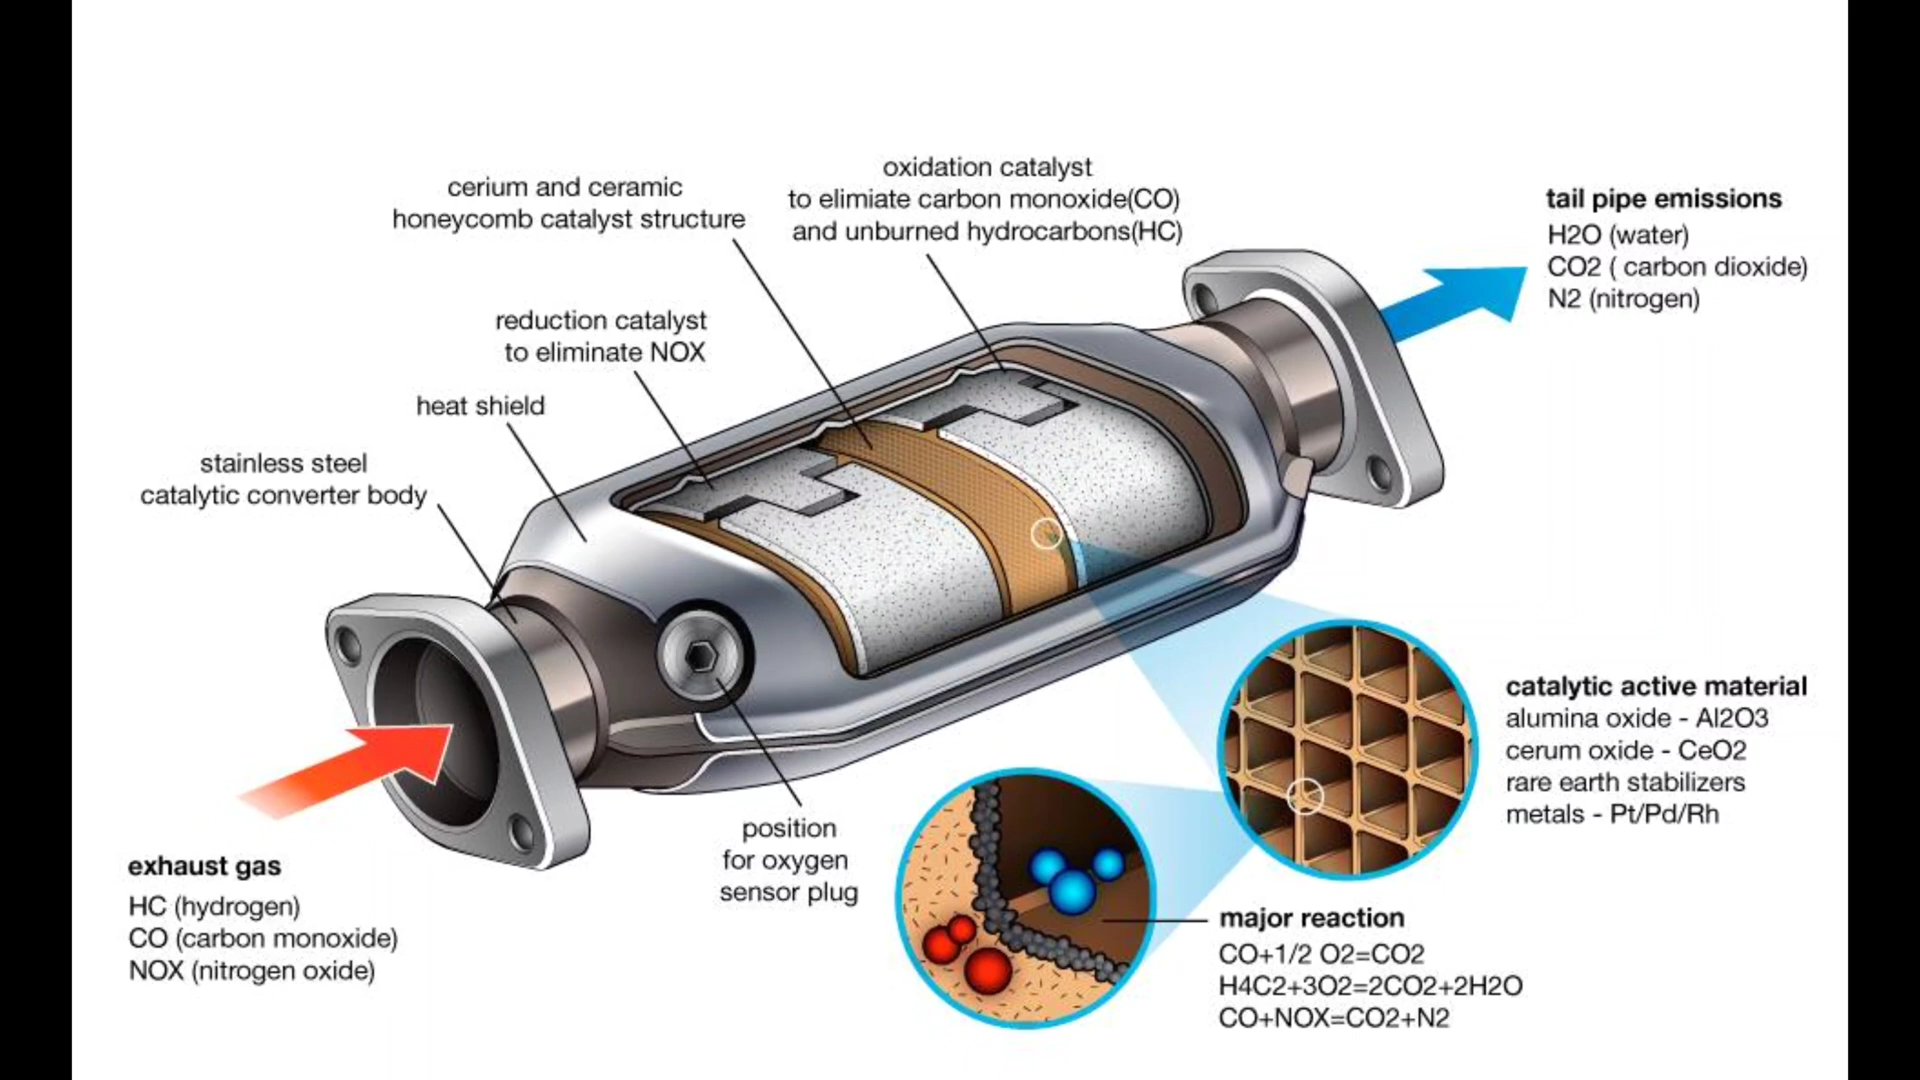 oxidation catalyst
to elimiate carbon monoxide(CO)
and unburned hydrocarbons(HC)
cerium and ceramic
honeycomb catalyst structure
tail pipe emissions
H2O (water)
CO2 ( carbon dioxide)
N2 (nitrogen)
reduction catalyst
to eliminate NOX
heat shield
stainless steel
catalytic converter body
catalytic active material
alumina oxide - Al2O3
cerum oxide - CeO2
rare earth stabilizers
metals - Pt/Pd/Rh
position
for oxygen
sensor plug
exhaust gas
HC (hydrogen)
CO (carbon monoxide)
NOX (nitrogen oxide)
major reaction
CO+1/2 O2=CO2
H4C2+3O2=2CO2+2H2O
CO+NOX=CO2+N2